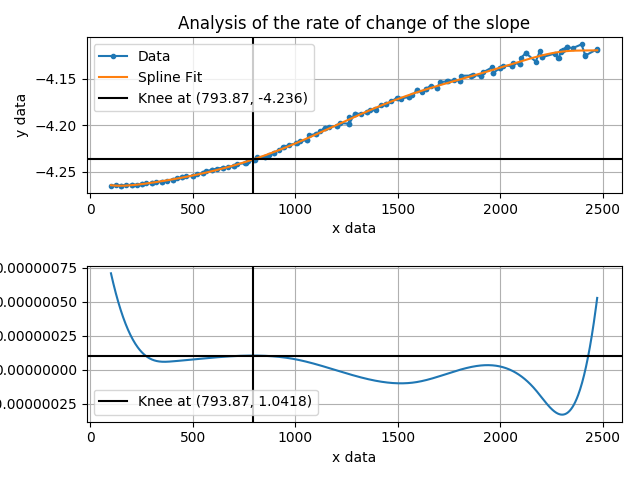 Analysis of the rate of change of the slope
Data
Spline Fit
Knee at (793.87, -4.236)
−4.15
−4.20
−4.25
y data
0 500 1000 1500 2000 2500
x data
0.00000075
0.00000050
0.00000025
0.00000000
0.00000025
Knee at (793.87, 1.0418)
0 500 1000 1500 2000 2500
x data